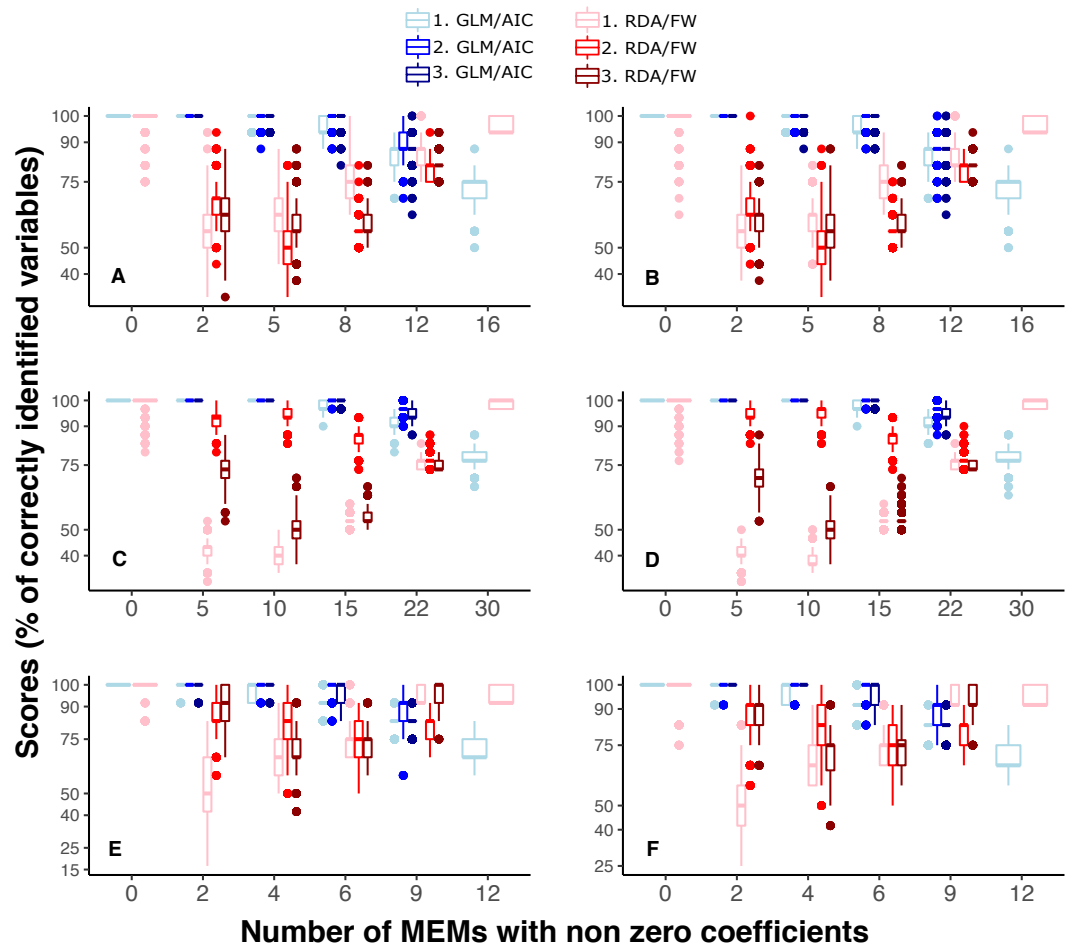 1. GLM/AIC 1. RDA/FW
2. GLM/AIC 2. RDA/FW
3. GLM/AIC 3. RDA/FW
Scores (% of correctly identified variables)
100
90
75
50
40
A
0 2 5 8 12 16
100
90
75
50
40
B
0 2 5 8 12 16
100
90
75
50
40
C
0 5 10 15 22 30
100
90
75
50
40
D
0 5 10 15 22 30
100
90
75
50
40
25
15
E
0 2 4 6 9 12
100
90
75
50
40
25
F
0 2 4 6 9 12
Number of MEMs with non zero coefficients